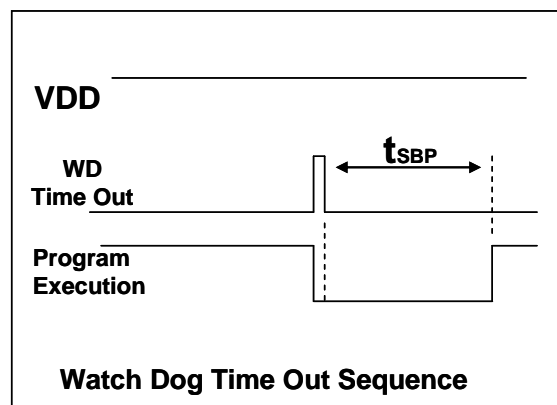 VDD
tSBP
WD
Time Out
Program
Execution
Watch Dog Time Out Sequence